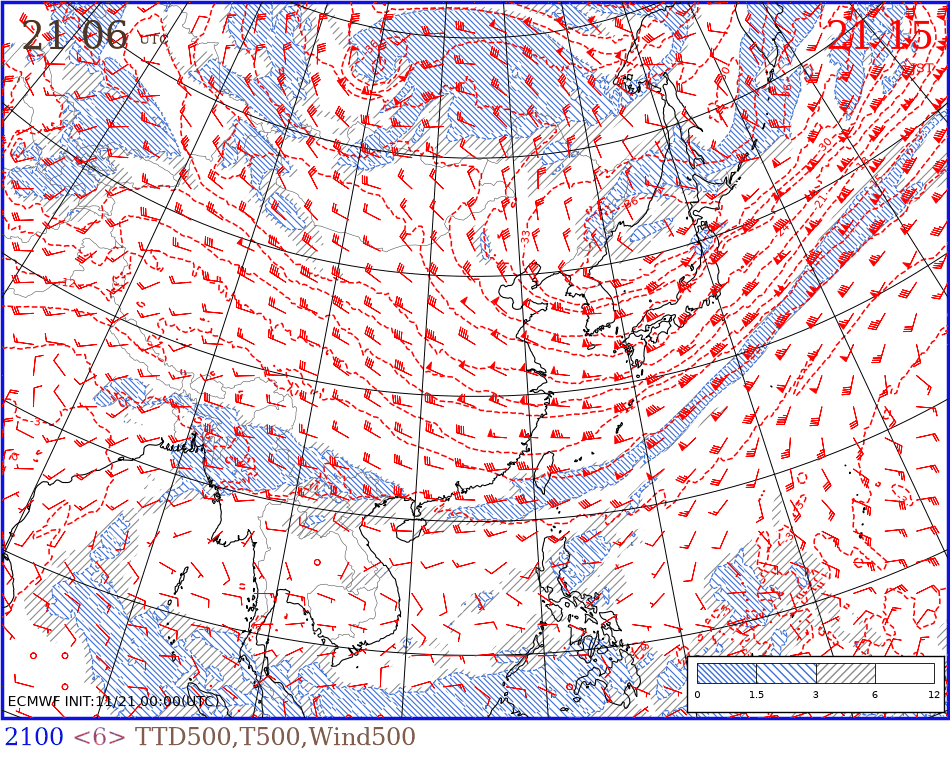 21 06 UTC
21 15
ECMWF INIT:11/21 00:00(UTC)
0 1.5 3 6 12
2100 <6> TTD500,T500,Wind500